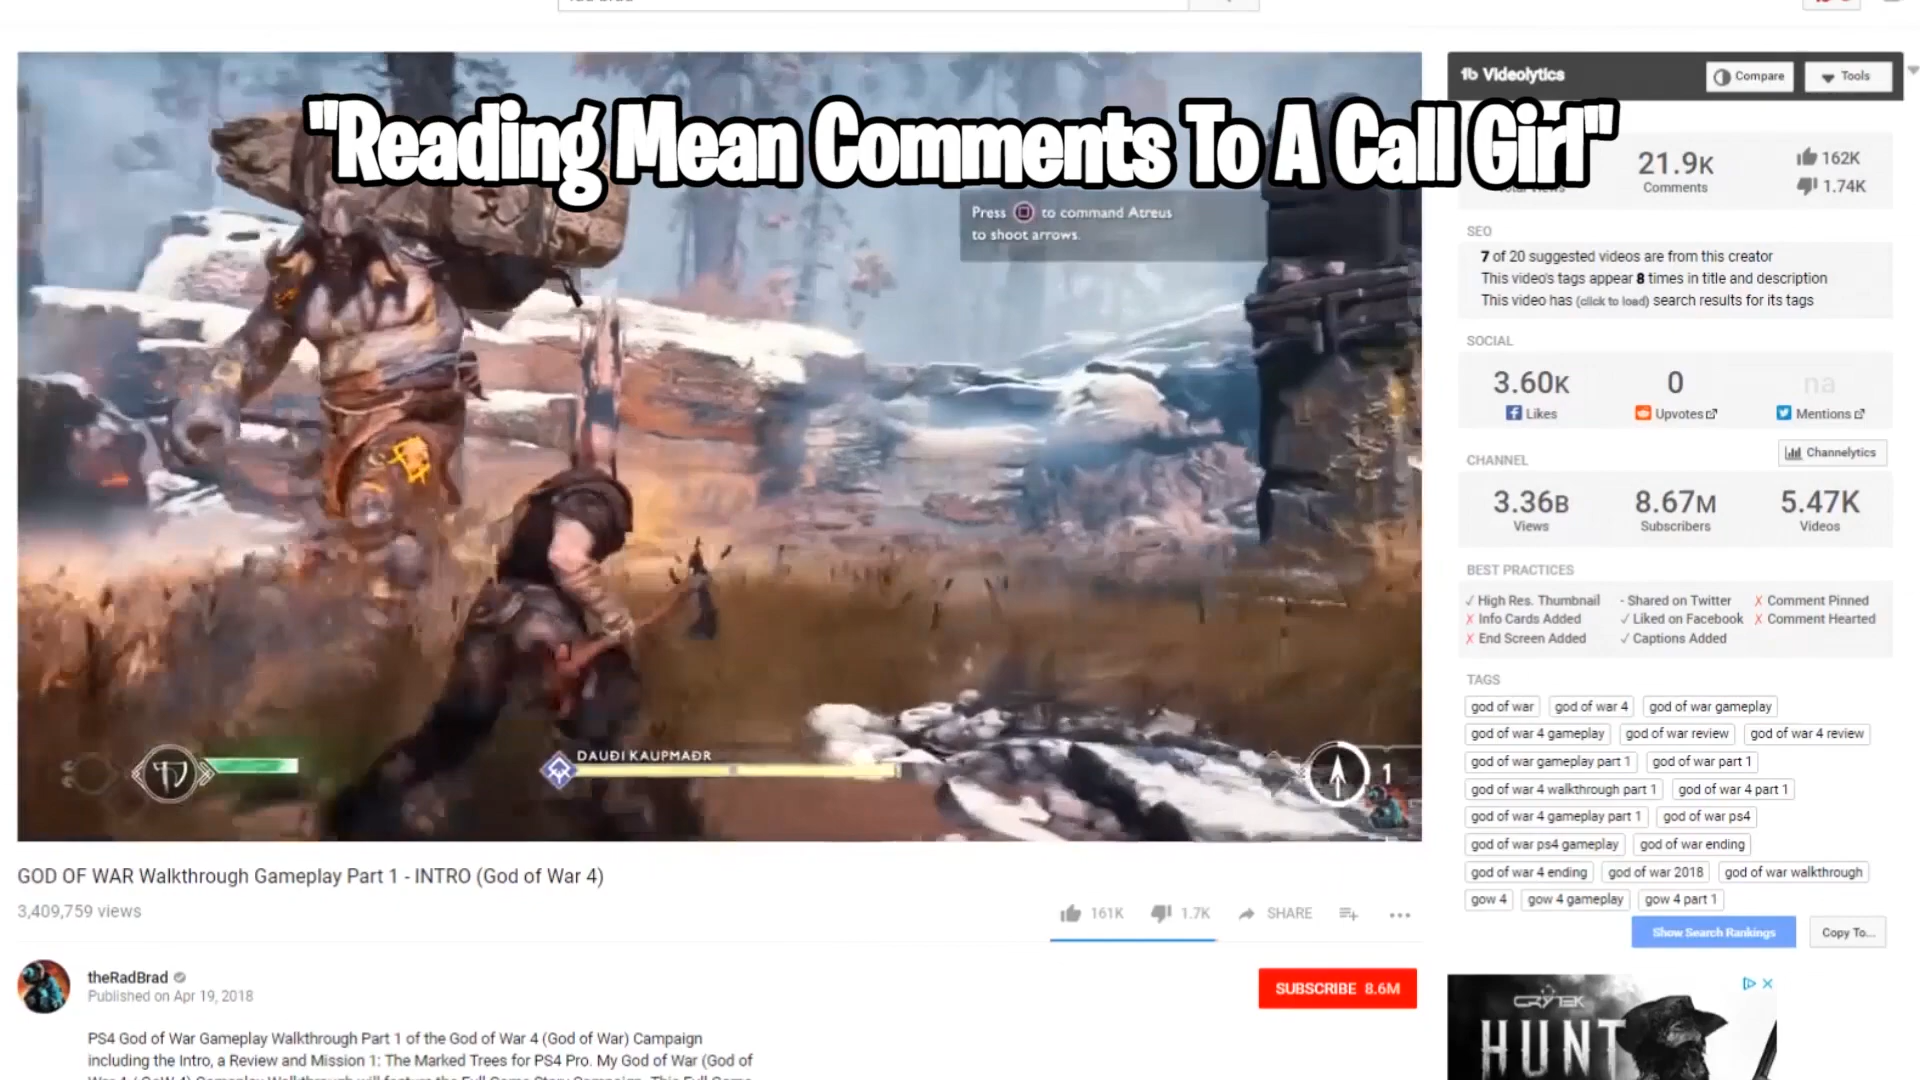 "Reading Mean Comments To A Call Girl"
Press to command Atreus
to shoot arrows.
DAUÐI KAUPMAÐR
1
GOD OF WAR Walkthrough Gameplay Part 1 - INTRO (God of War 4)
3,409,759 views
161K
1.7K
SHARE
theRadBrad
Published on Apr 19, 2018
SUBSCRIBE 8.6M
PS4 God of War Gameplay Walkthrough Part 1 of the God of War 4 (God of War) Campaign
including the Intro, a Review and Mission 1: The Marked Trees for PS4 Pro. My God of War (God of
Videolytics
Compare
Tools
21.9K
Comments
162K
1.74K
SEO
7 of 20 suggested videos are from this creator
This video's tags appear 8 times in title and description
This video has (click to load) search results for its tags
SOCIAL
3.60K
Likes
0
Upvotes
na
Mentions
CHANNEL
Channelytics
3.36B
Views
8.67M
Subscribers
5.47K
Videos
BEST PRACTICES
✓ High Res. Thumbnail - Shared on Twitter ✗ Comment Pinned
✗ Info Cards Added ✓ Liked on Facebook ✗ Comment Hearted
✗ End Screen Added ✓ Captions Added
TAGS
god of war god of war 4 god of war gameplay
god of war 4 gameplay god of war review god of war 4 review
god of war gameplay part 1 god of war part 1
god of war 4 walkthrough part 1 god of war 4 part 1
god of war 4 gameplay part 1 god of war ps4
god of war ps4 gameplay god of war ending
god of war 4 ending god of war 2018 god of war walkthrough
gow 4 gow 4 gameplay gow 4 part 1
Show Search Rankings
Copy To...
CRYTEK
HUNT